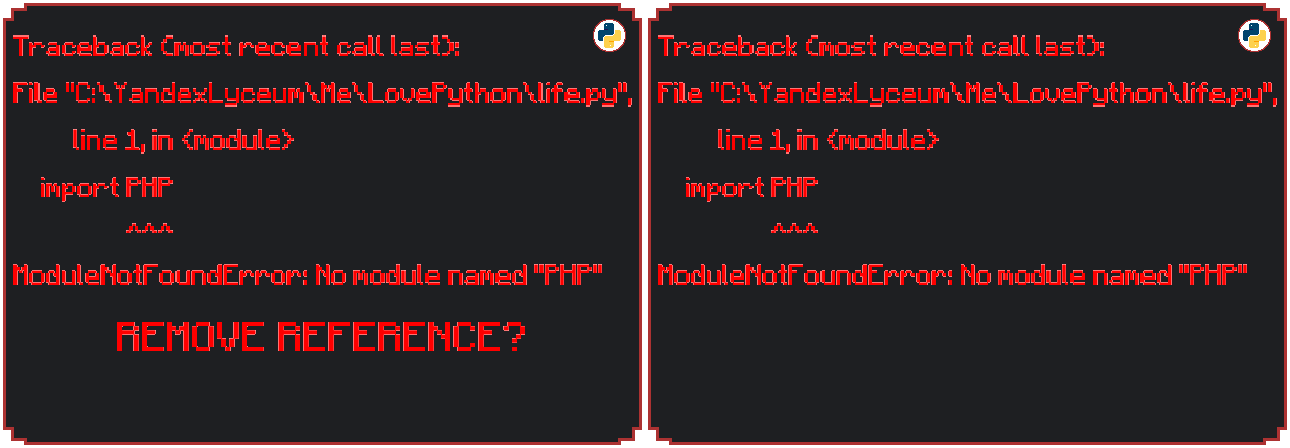 Traceback (most recent call last):
File "C:\YandexLyceum\Me\LovePython\life.py",
line 1, in <module>
import PHP
^^^
ModuleNotFoundError: No module named "PHP"
REMOVE REFERENCE?
Traceback (most recent call last):
File "C:\YandexLyceum\Me\LovePython\life.py",
line 1, in <module>
import PHP
^^^
ModuleNotFoundError: No module named "PHP"